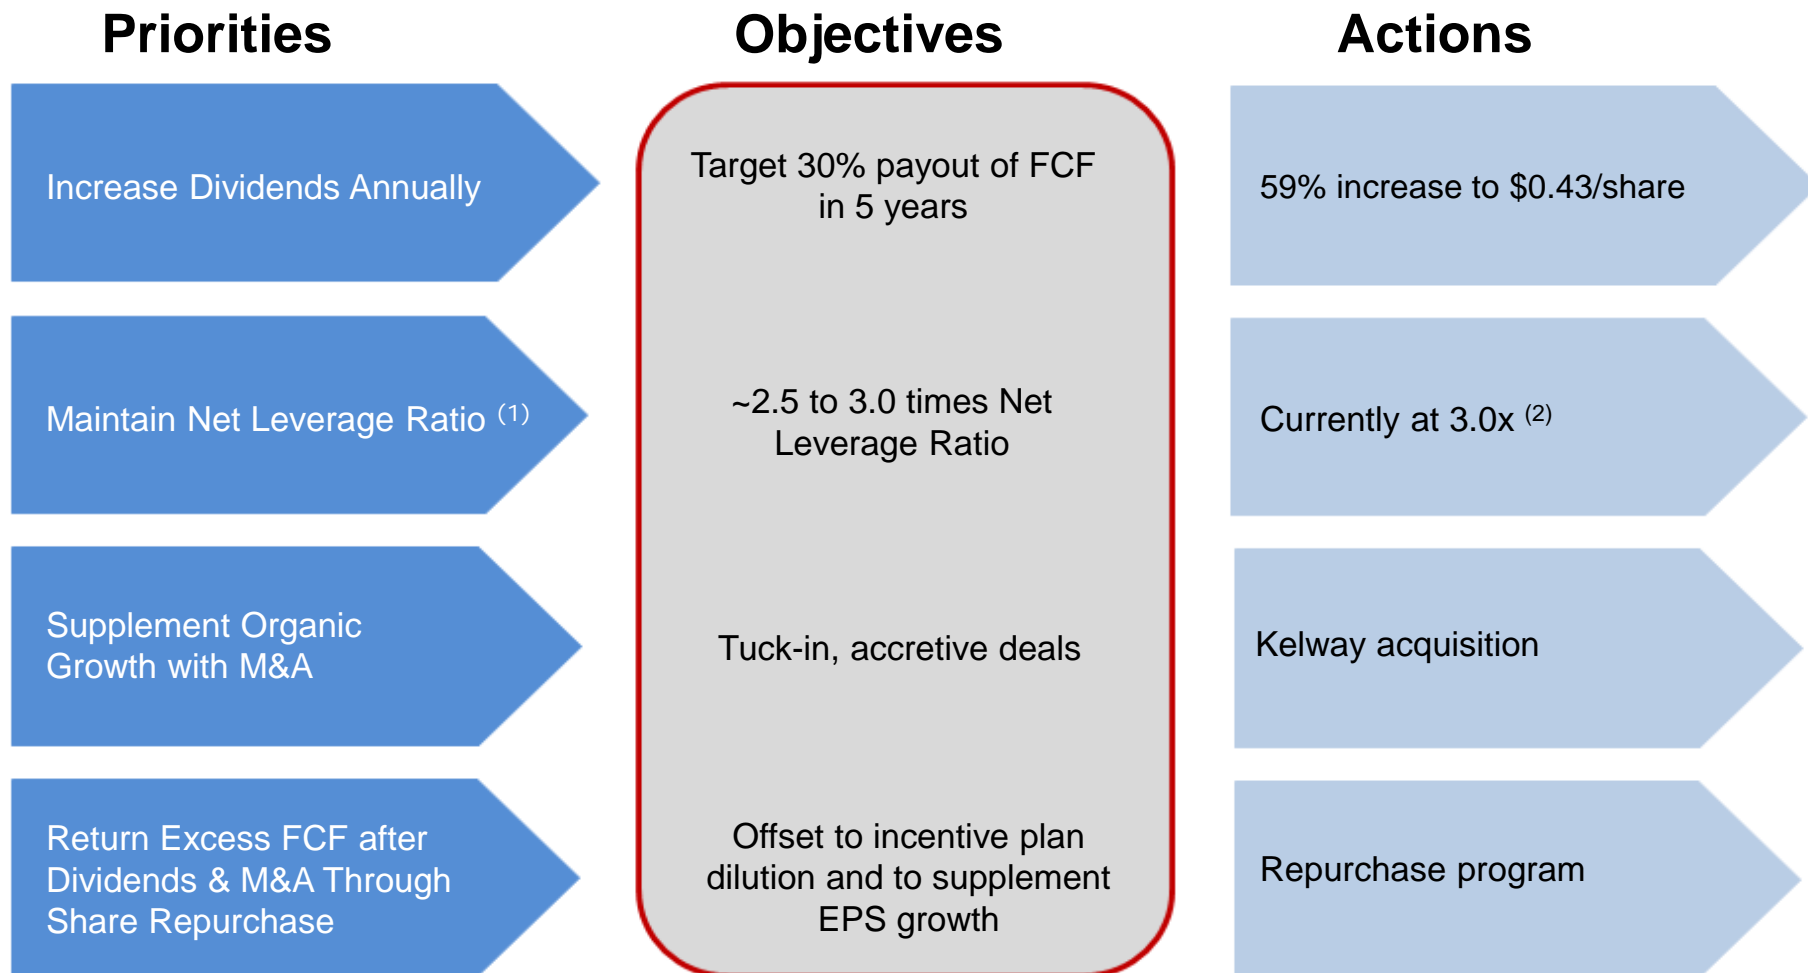 Priorities
Objectives
Actions
Increase Dividends Annually
Target 30% payout of FCF
in 5 years
59% increase to $0.43/share
Maintain Net Leverage Ratio (1)
~2.5 to 3.0 times Net
Leverage Ratio
Currently at 3.0x (2)
Supplement Organic
Growth with M&A
Tuck-in, accretive deals
Kelway acquisition
Return Excess FCF after
Dividends & M&A Through
Share Repurchase
Offset to incentive plan
dilution and to supplement
EPS growth
Repurchase program